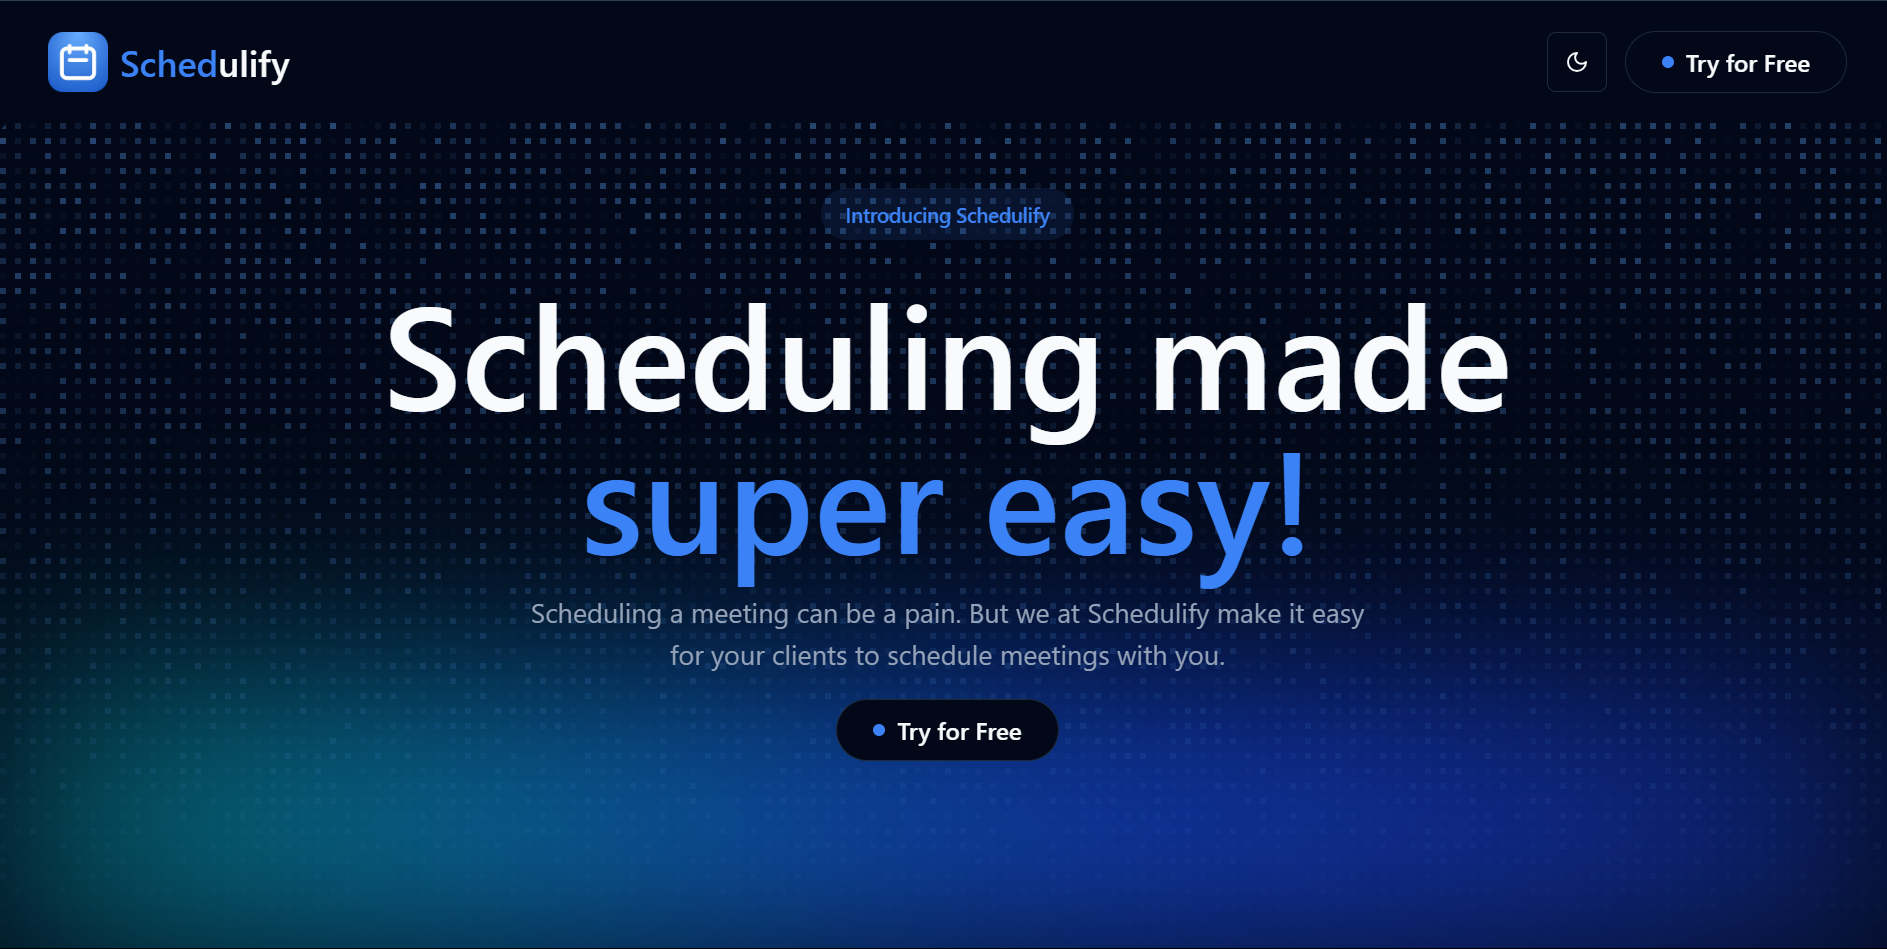 Schedulify
Try for Free
Introducing Schedulify
Scheduling made
super easy!
Scheduling a meeting can be a pain. But we at Schedulify make it easy
for your clients to schedule meetings with you.
Try for Free